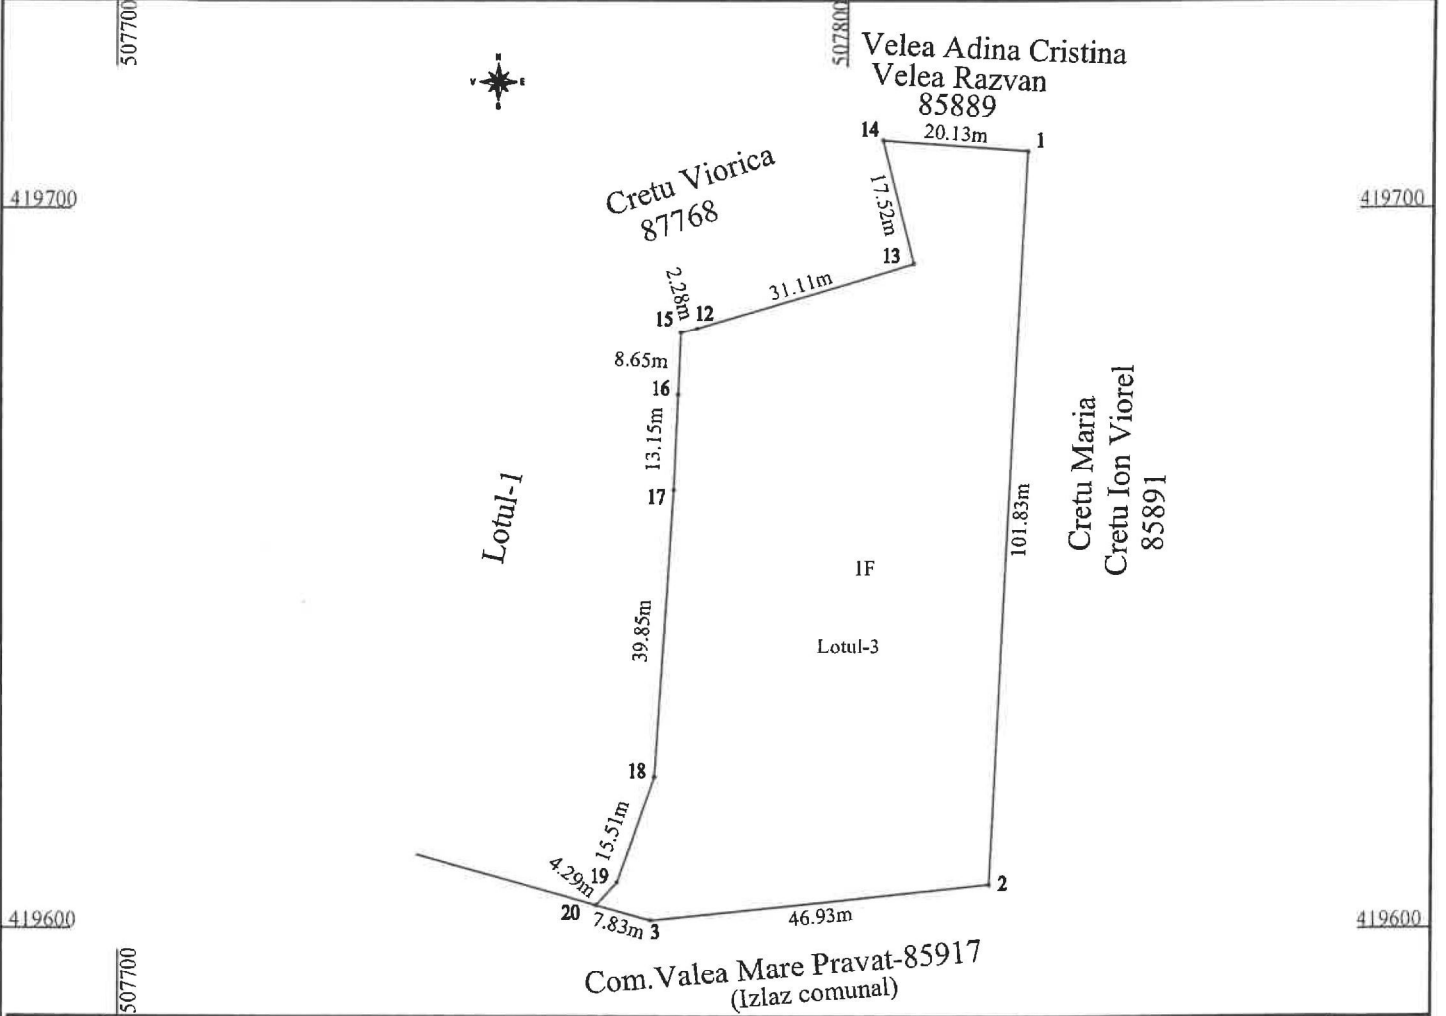 507700
507800
Velea Adina Cristina
Velea Razvan
85889
N
V E
S
14
20.13m
1
Cretu Viorica
87768
17.52m
419700
419700
13
2.28m
31.11m
15
12
8.65m
16
13.15m
17
Lotul-1
101.83m
Cretu Maria
Cretu Ion Viorel
85891
1F
39.85m
Lotul-3
18
15.51m
4.29m
19
2
20
7.83m
3
46.93m
419600
419600
Com.Valea Mare Pravat-85917
(Izlaz comunal)
507700